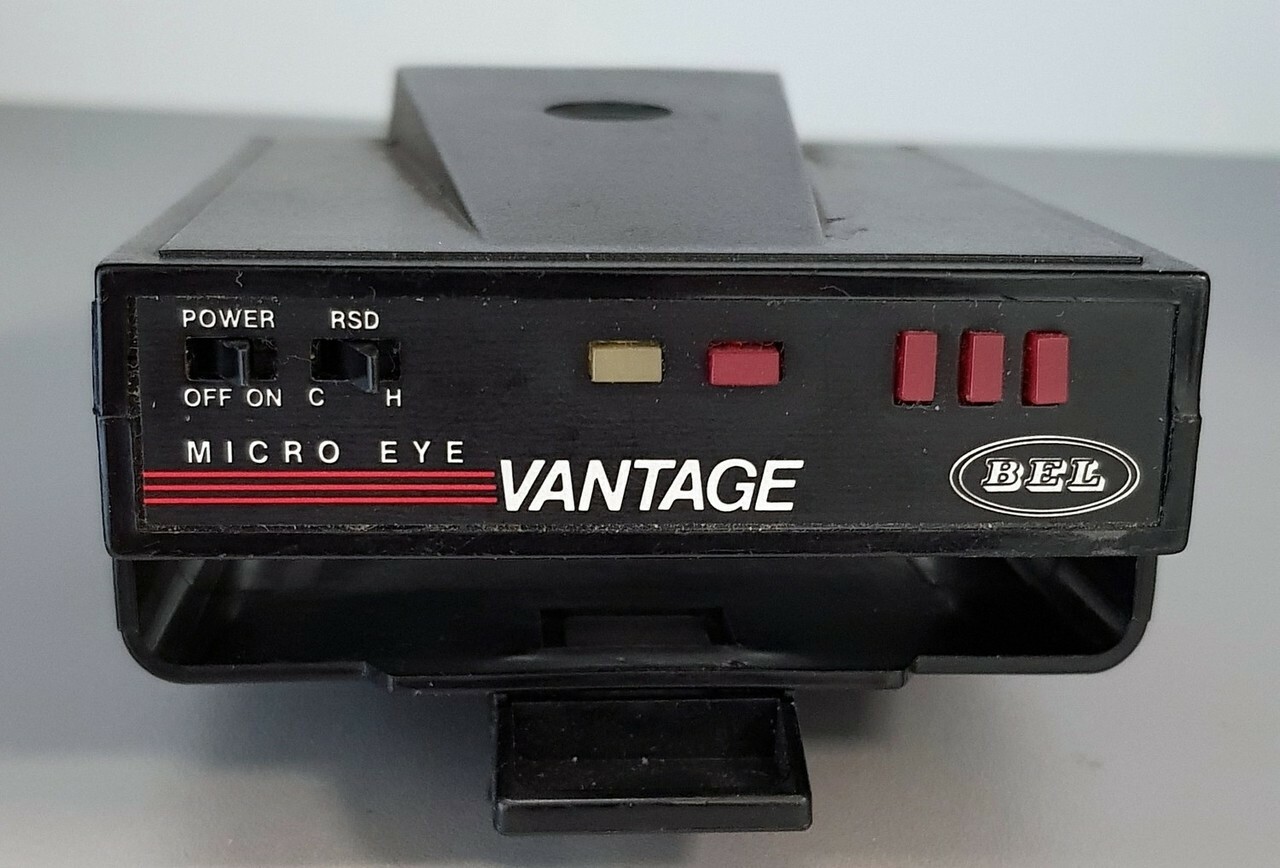 POWER RSD
OFF ON C H
MICRO EYE
VANTAGE
BEL